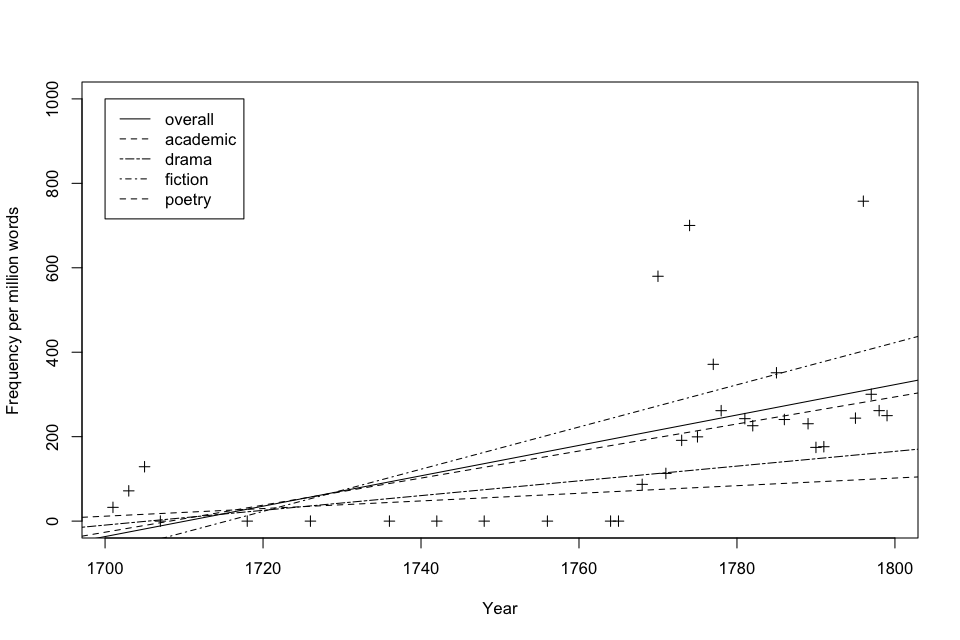 1000
800
600
400
200
0
Frequency per million words
overall
academic
drama
fiction
poetry
1700 1720 1740 1760 1780 1800
Year